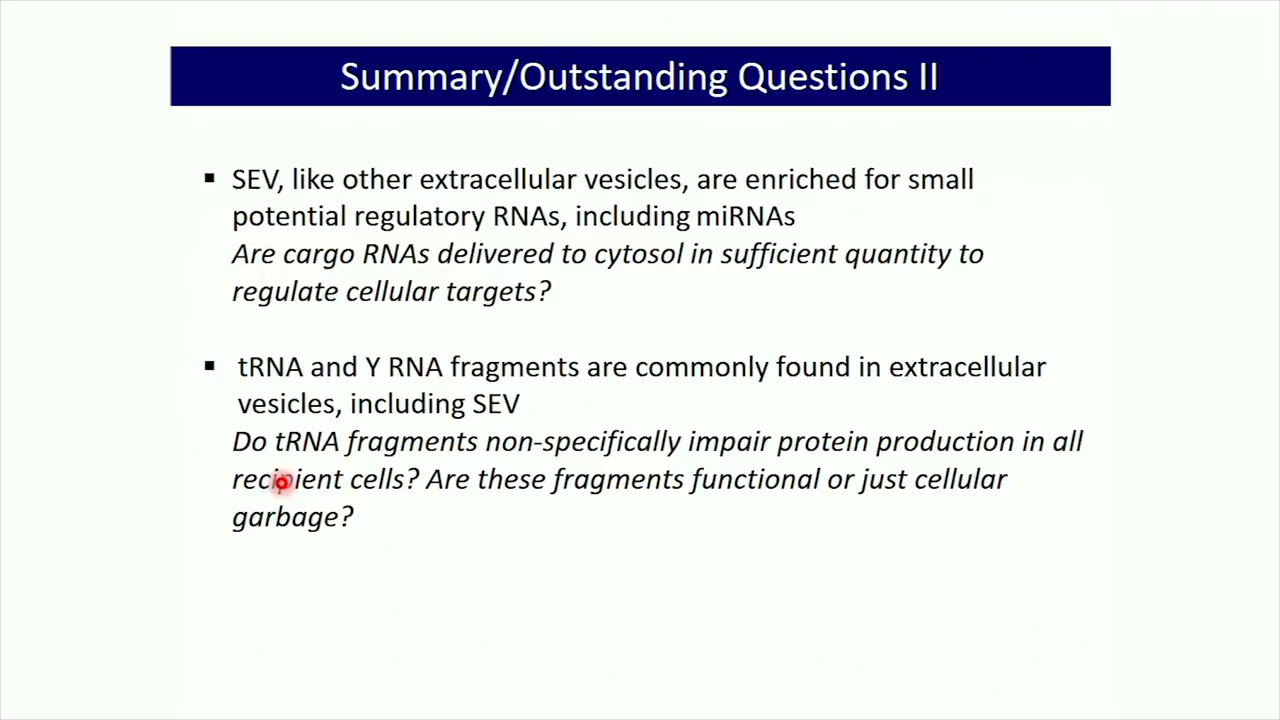 Summary/Outstanding Questions II
▪ SEV, like other extracellular vesicles, are enriched for small
potential regulatory RNAs, including miRNAs
Are cargo RNAs delivered to cytosol in sufficient quantity to
regulate cellular targets?
▪ tRNA and Y RNA fragments are commonly found in extracellular
vesicles, including SEV
Do tRNA fragments non-specifically impair protein production in all
recipient cells? Are these fragments functional or just cellular
garbage?